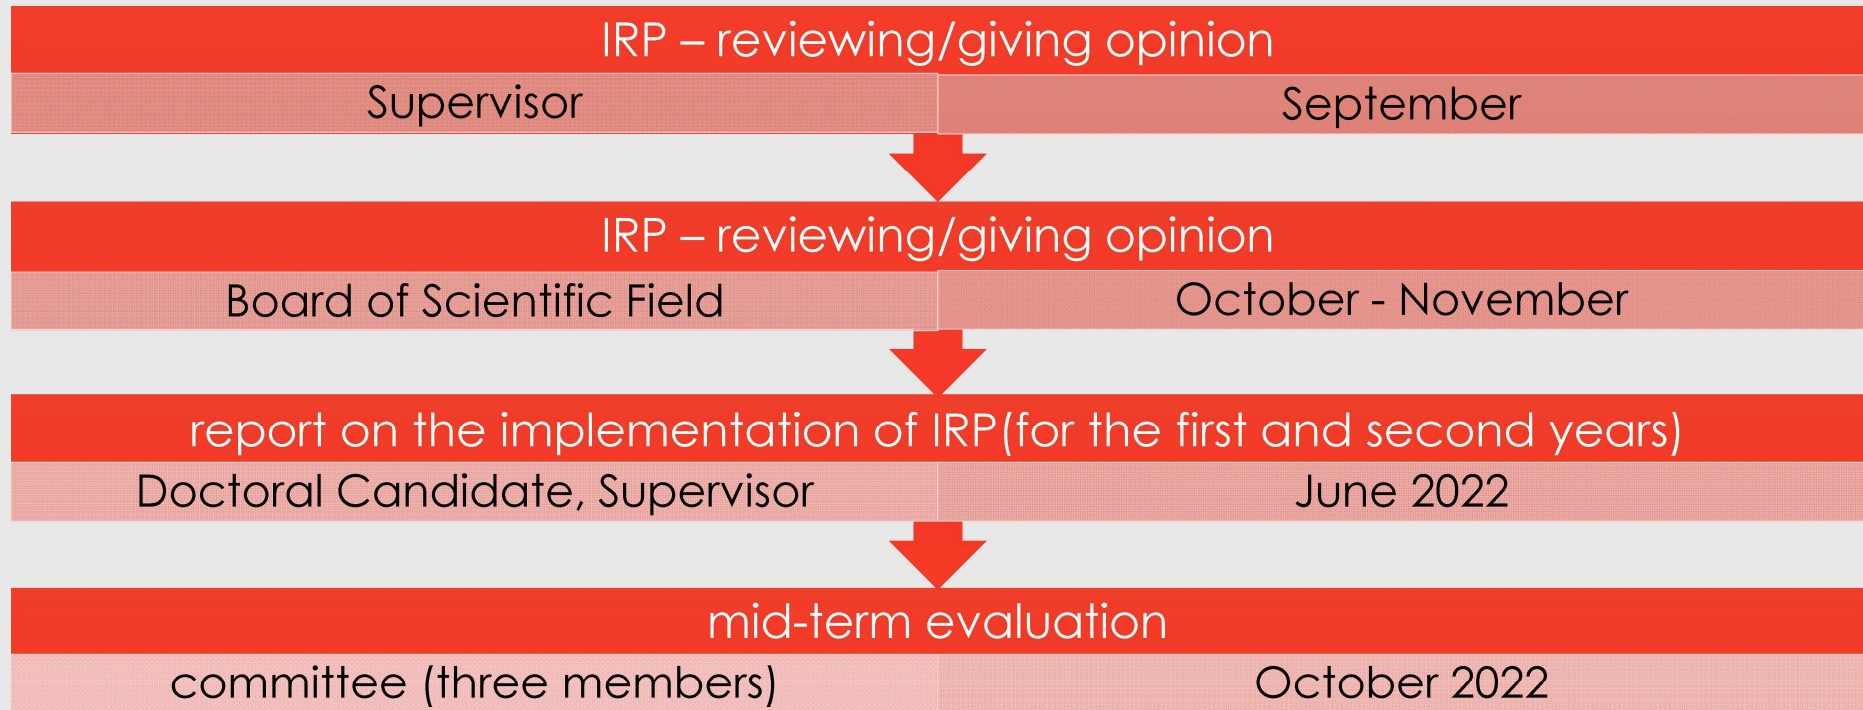 IRP – reviewing/giving opinion
Supervisor
September
IRP – reviewing/giving opinion
Board of Scientific Field
October - November
report on the implementation of IRP(for the first and second years)
Doctoral Candidate, Supervisor
June 2022
mid-term evaluation
committee (three members)
October 2022